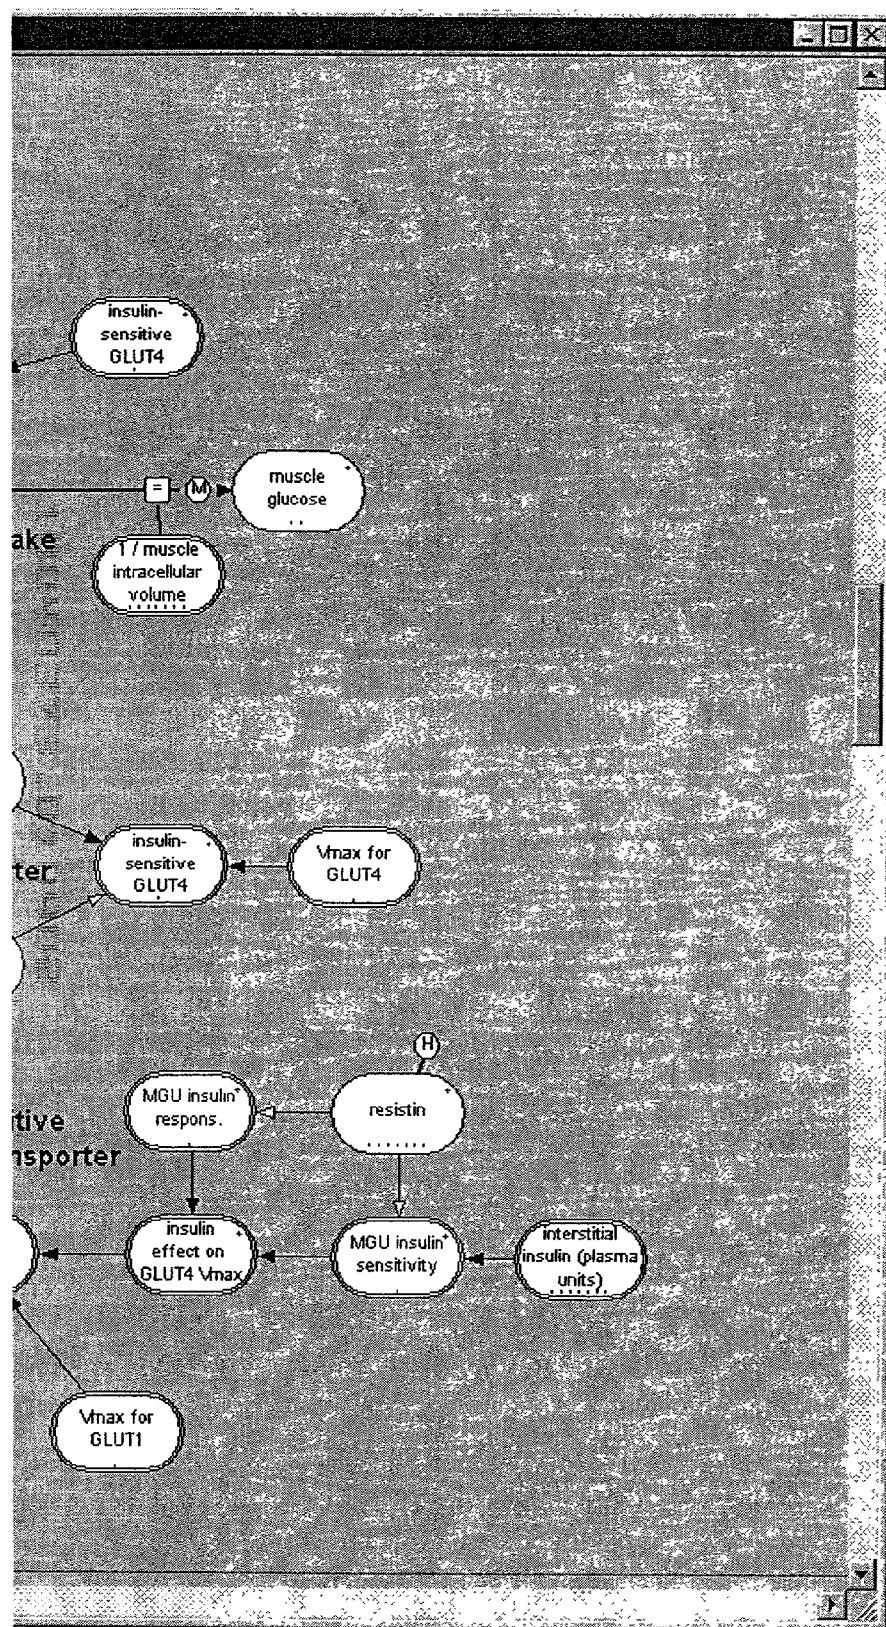 insulin-
sensitive
GLUT4
=
M
muscle
glucose
ake
1 / muscle
intracellular
volume
insulin-
sensitive
GLUT4
Vmax for
GLUT4
ter
H
MGU insulin
respons.
resistin
itive
nsporter
insulin
effect on
GLUT4 Vmax
MGU insulin
sensitivity
interstitial
insulin (plasma
units)
Vmax for
GLUT1